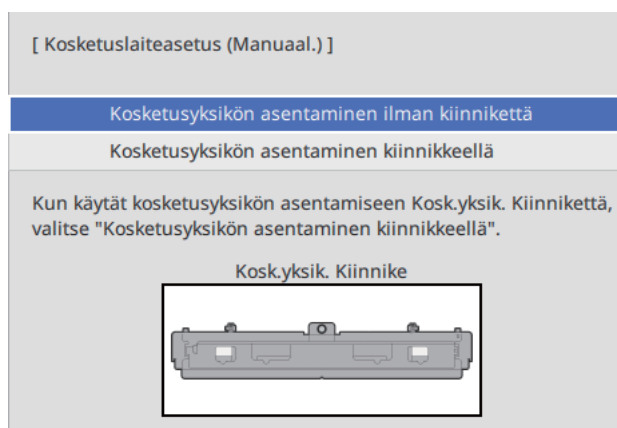 [ Kosketuslaiteasetus (Manuaal.) ]
Kosketusyksikön asentaminen ilman kiinnikettä
Kosketusyksikön asentaminen kiinnikkeellä
Kun käytät kosketusyksikön asentamiseen Kosk.yksik. Kiinnikettä,
valitse "Kosketusyksikön asentaminen kiinnikkeellä".
Kosk.yksik. Kiinnike